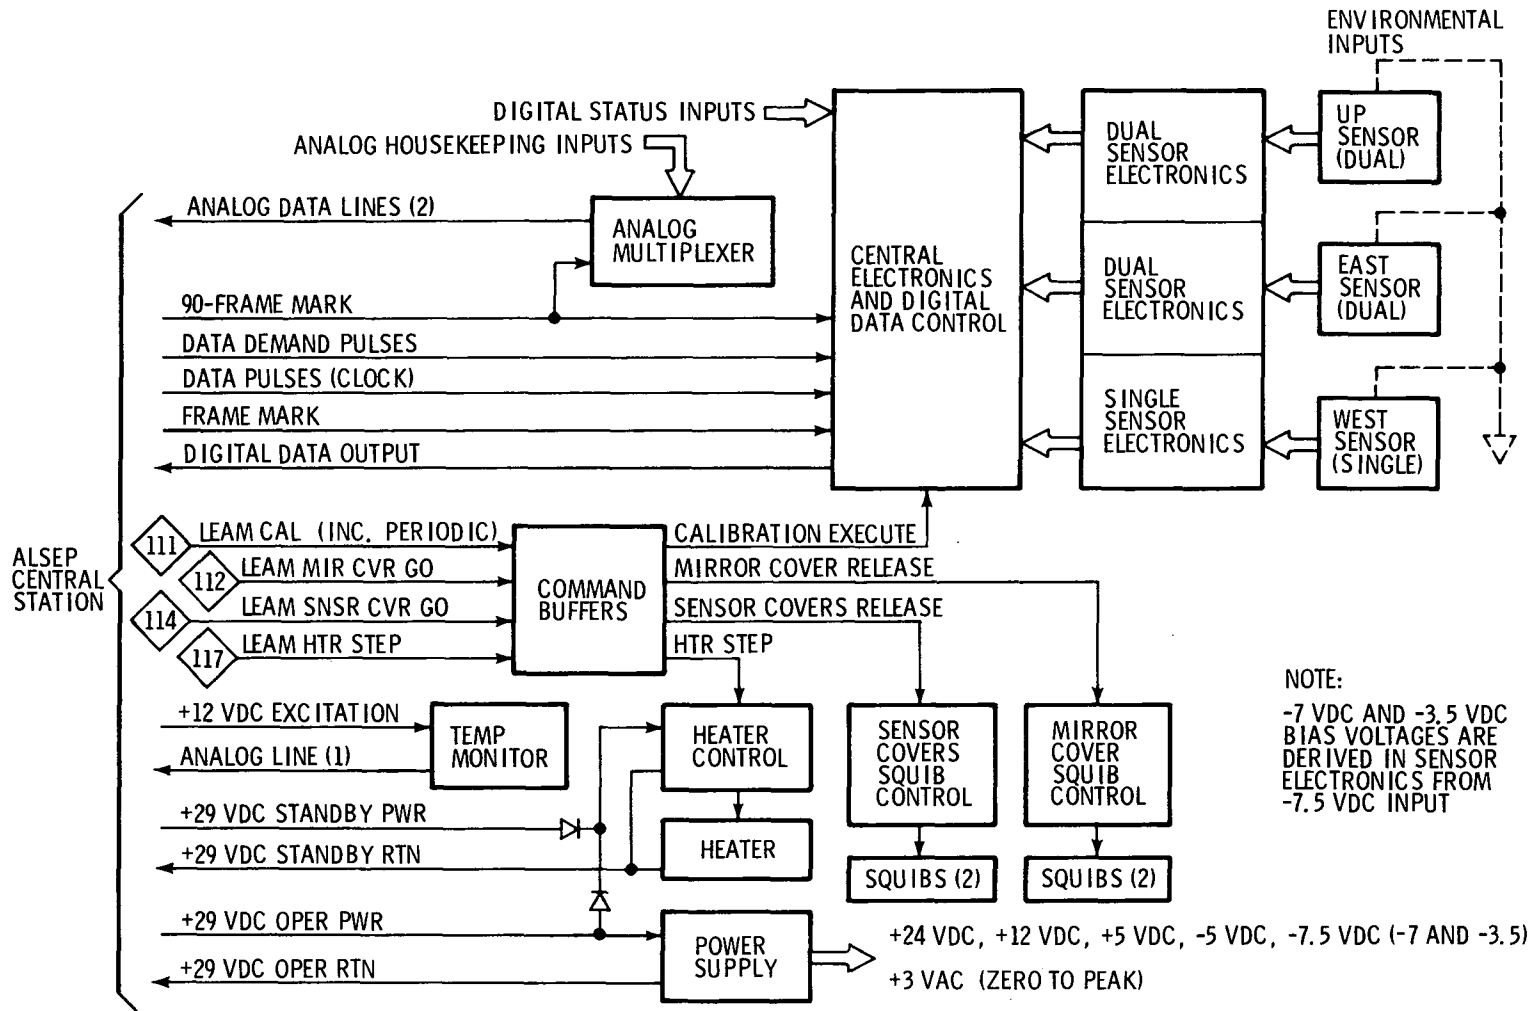 ENVIRONMENTAL
INPUTS
DIGITAL STATUS INPUTS
ANALOG HOUSEKEEPING INPUTS
ANALOG DATA LINES (2)
ANALOG
MULTIPLEXER
90-FRAME MARK
DATA DEMAND PULSES
DATA PULSES (CLOCK)
FRAME MARK
DIGITAL DATA OUTPUT
CENTRAL
ELECTRONICS
AND DIGITAL
DATA CONTROL
DUAL
SENSOR
ELECTRONICS
DUAL
SENSOR
ELECTRONICS
SINGLE
SENSOR
ELECTRONICS
UP
SENSOR
(DUAL)
EAST
SENSOR
(DUAL)
WEST
SENSOR
(SINGLE)
ALSEP
CENTRAL
STATION
111
LEAM CAL (INC. PERIODIC)
112
LEAM MIR CVR GO
114
LEAM SNSR CVR GO
117
LEAM HTR STEP
COMMAND
BUFFERS
CALIBRATION EXECUTE
MIRROR COVER RELEASE
SENSOR COVERS RELEASE
HTR STEP
+12 VDC EXCITATION
ANALOG LINE (1)
TEMP
MONITOR
HEATER
CONTROL
SENSOR
COVERS
SQUIB
CONTROL
MIRROR
COVER
SQUIB
CONTROL
+29 VDC STANDBY PWR
+29 VDC STANDBY RTN
HEATER
SQUIBS (2)
SQUIBS (2)
+29 VDC OPER PWR
+29 VDC OPER RTN
POWER
SUPPLY
+24 VDC, +12 VDC, +5 VDC, -5 VDC, -7.5 VDC (-7 AND -3.5)
+3 VAC (ZERO TO PEAK)
NOTE:
-7 VDC AND -3.5 VDC
BIAS VOLTAGES ARE
DERIVED IN SENSOR
ELECTRONICS FROM
-7.5 VDC INPUT